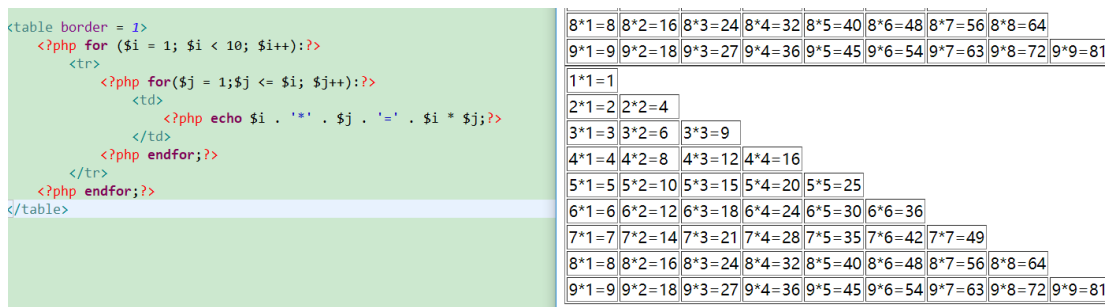 <table border = 1>
<?php for ($i = 1; $i < 10; $i++):?>
<tr>
<?php for($j = 1;$j <= $i; $j++):?>
<td>
<?php echo $i . '*' . $j . '=' . $i * $j;?>
</td>
<?php endfor;?>
</tr>
<?php endfor;?>
</table>
8*1=8 8*2=16 8*3=24 8*4=32 8*5=40 8*6=48 8*7=56 8*8=64
9*1=9 9*2=18 9*3=27 9*4=36 9*5=45 9*6=54 9*7=63 9*8=72 9*9=81
1*1=1
2*1=2 2*2=4
3*1=3 3*2=6 3*3=9
4*1=4 4*2=8 4*3=12 4*4=16
5*1=5 5*2=10 5*3=15 5*4=20 5*5=25
6*1=6 6*2=12 6*3=18 6*4=24 6*5=30 6*6=36
7*1=7 7*2=14 7*3=21 7*4=28 7*5=35 7*6=42 7*7=49
8*1=8 8*2=16 8*3=24 8*4=32 8*5=40 8*6=48 8*7=56 8*8=64
9*1=9 9*2=18 9*3=27 9*4=36 9*5=45 9*6=54 9*7=63 9*8=72 9*9=81